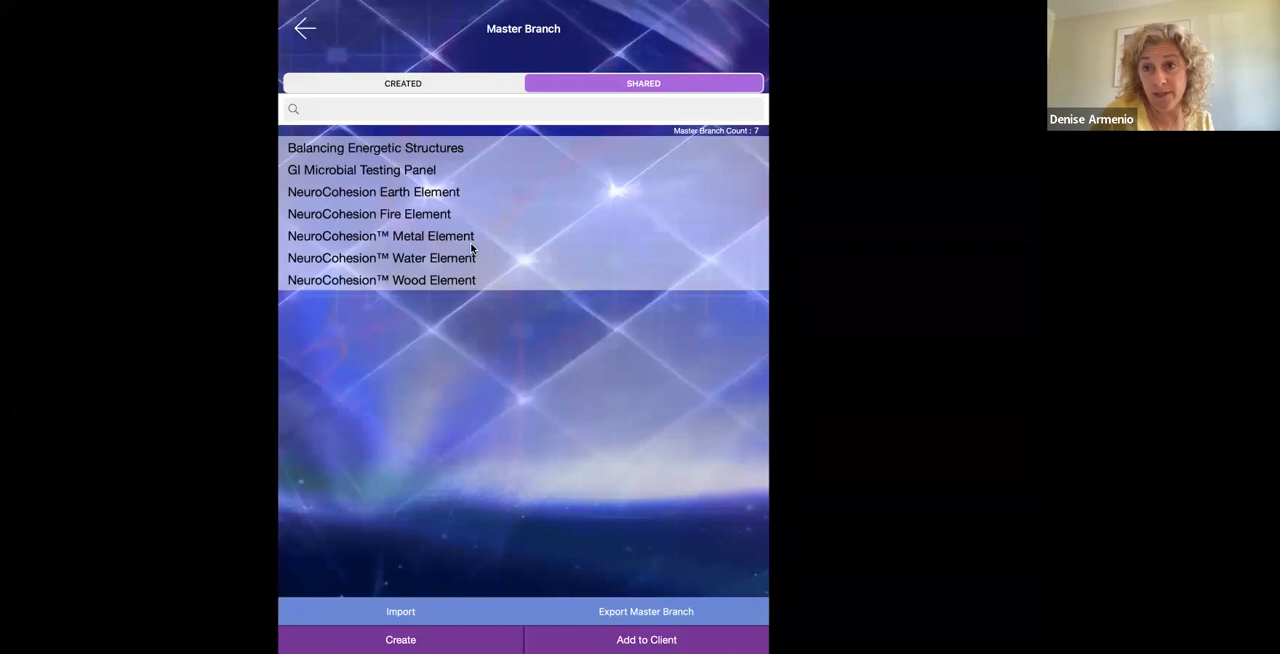 Master Branch
CREATED
SHARED
Master Branch Count : 7
Balancing Energetic Structures
GI Microbial Testing Panel
NeuroCohesion Earth Element
NeuroCohesion Fire Element
NeuroCohesion™ Metal Element
NeuroCohesion™ Water Element
NeuroCohesion™ Wood Element
Import
Export Master Branch
Create
Add to Client
Denise Armenio